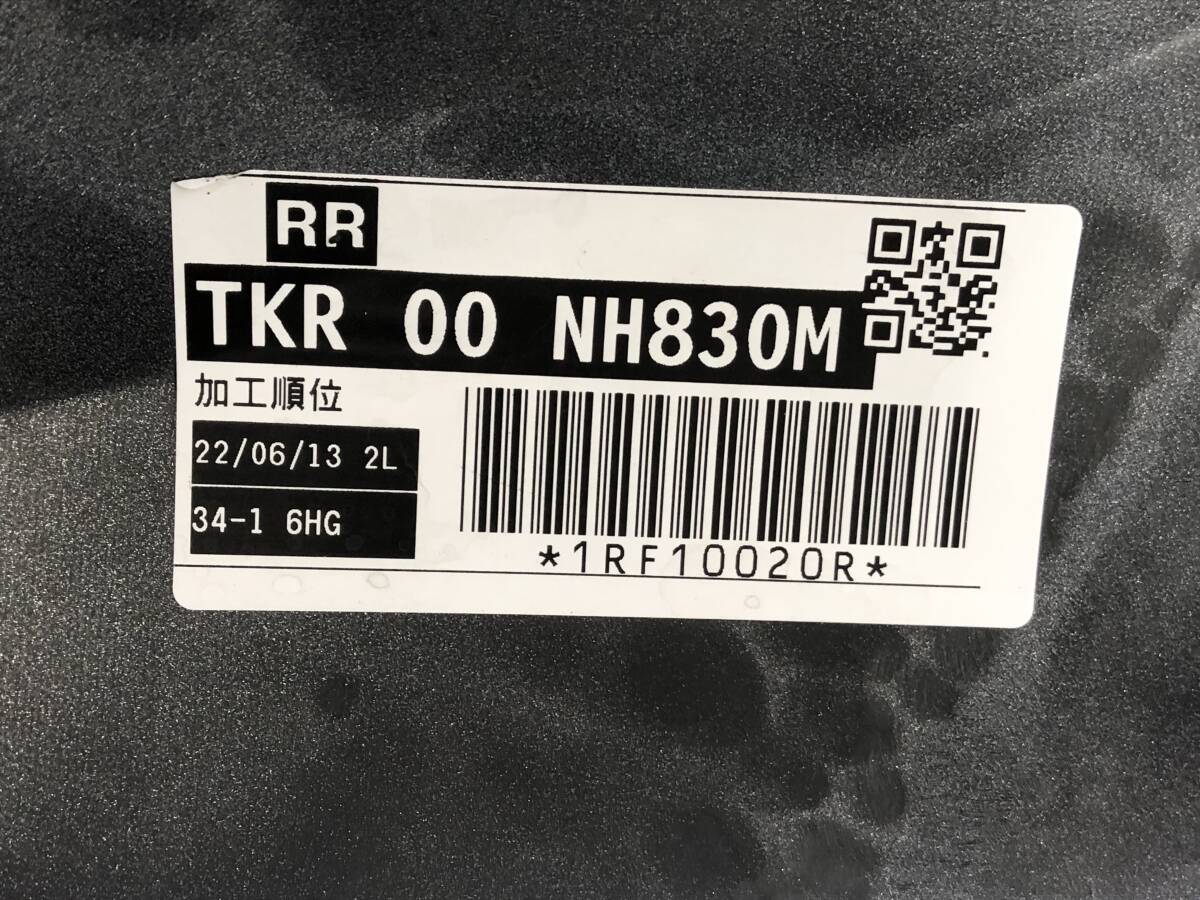 RR
TKR 00 NH830M
加工順位
22/06/13 2L
34-1 6HG
*1RF10020R*